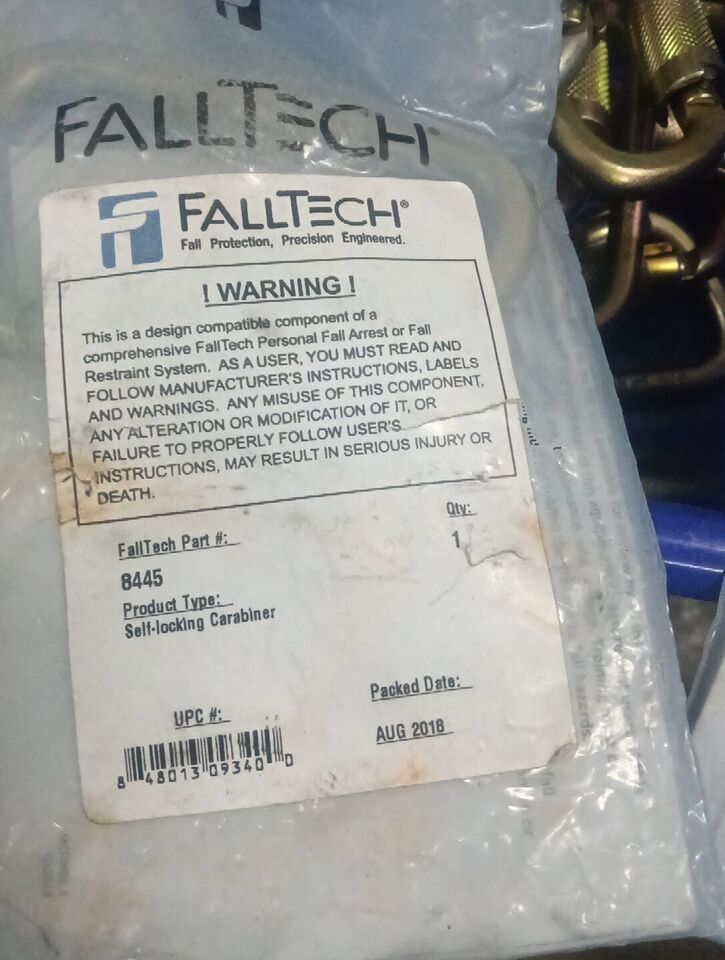 FALLTECH
FALLTECH®
Fall Protection, Precision Engineered.
! WARNING !
This is a design compatible component of a
comprehensive FallTech Personal Fall Arrest or Fall
Restraint System. AS A USER, YOU MUST READ AND
FOLLOW MANUFACTURER'S INSTRUCTIONS, LABELS
AND WARNINGS. ANY MISUSE OF THIS COMPONENT,
ANY ALTERATION OR MODIFICATION OF IT, OR
FAILURE TO PROPERLY FOLLOW USER'S
INSTRUCTIONS, MAY RESULT IN SERIOUS INJURY OR
DEATH.
FallTech Part #:
8445
Qty:
1
Product Type:
Self-locking Carabiner
UPC #:
8 48013 09340 0
Packed Date:
AUG 2018